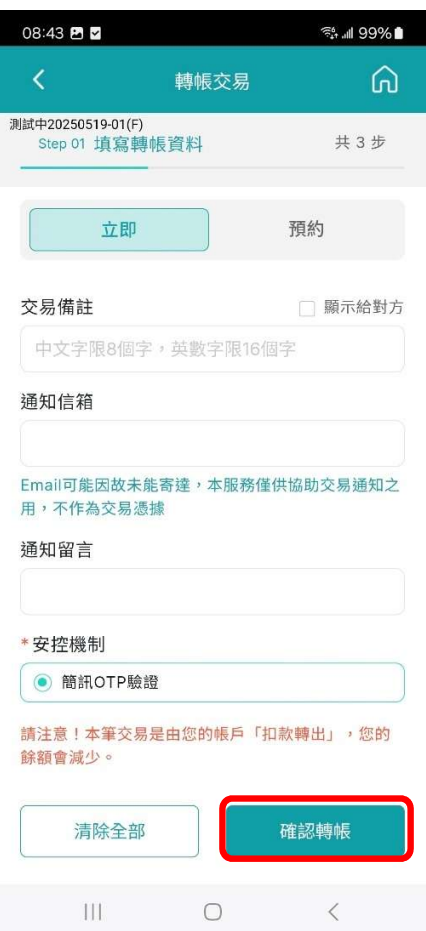 08:43 99%
轉帳交易
測試中20250519-01(F)
Step 01 填寫轉帳資料 共 3 步
立即 預約
交易備註 顯示給對方
中文字限8個字，英數字限16個字
通知信箱
Email可能因故未能寄達，本服務僅供協助交易通知之
用，不作為交易憑據
通知留言
*安控機制
簡訊OTP驗證
請注意！本筆交易是由您的帳戶「扣款轉出」，您的
餘額會減少。
清除全部 確認轉帳